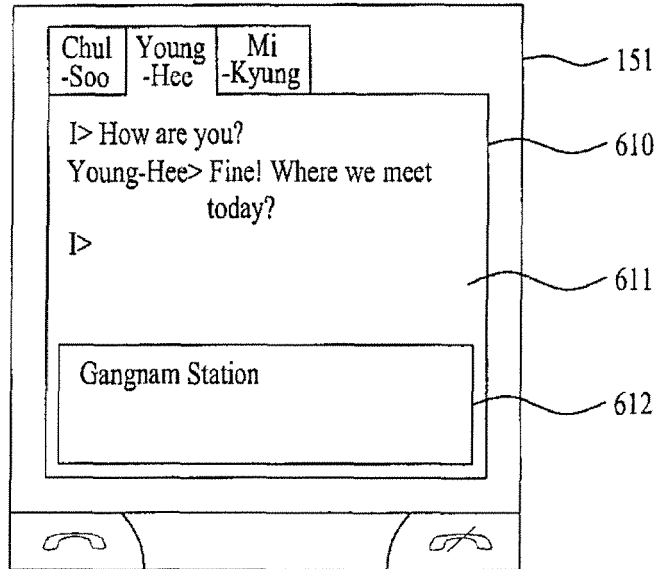 Chul
-Soo
Young
-Hee
Mi
-Kyung
151
I> How are you?
610
Young-Hee> Fine! Where we meet
today?
I>
611
Gangnam Station
612